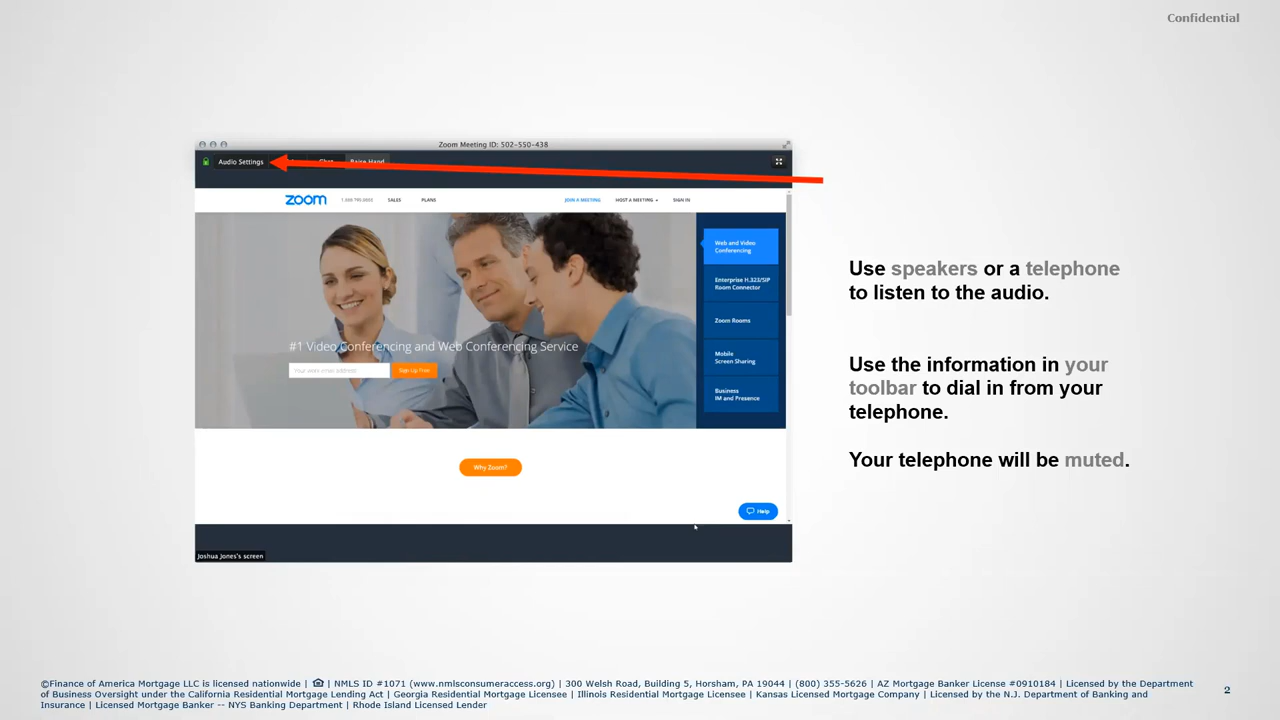 Confidential
Zoom Meeting ID: 502-550-438
Audio Settings Chat Raise Hand
zoom SALES PLANS JOIN A MEETING HOST A MEETING SIGN IN
Web and Video
Conferencing
Enterprise H.323/SIP
Room Connector
Zoom Rooms
#1 Video Conferencing and Web Conferencing Service
Mobile
Screen Sharing
Your work email address Sign Up Free
Business
IM and Presence
Why Zoom?
Help
Joshua Jones's screen
Use speakers or a telephone
to listen to the audio.
Use the information in your
toolbar to dial in from your
telephone.
Your telephone will be muted.
©Finance of America Mortgage LLC is licensed nationwide | | NMLS ID #1071 (www.nmlsconsumeraccess.org) | 300 Welsh Road, Building 5, Horsham, PA 19044 | (800) 355-5626 | AZ Mortgage Banker License #0910184 | Licensed by the Department
of Business Oversight under the California Residential Mortgage Lending Act | Georgia Residential Mortgage Licensee | Illinois Residential Mortgage Licensee | Kansas Licensed Mortgage Company | Licensed by the N.J. Department of Banking and
Insurance | Licensed Mortgage Banker -- NYS Banking Department | Rhode Island Licensed Lender
2